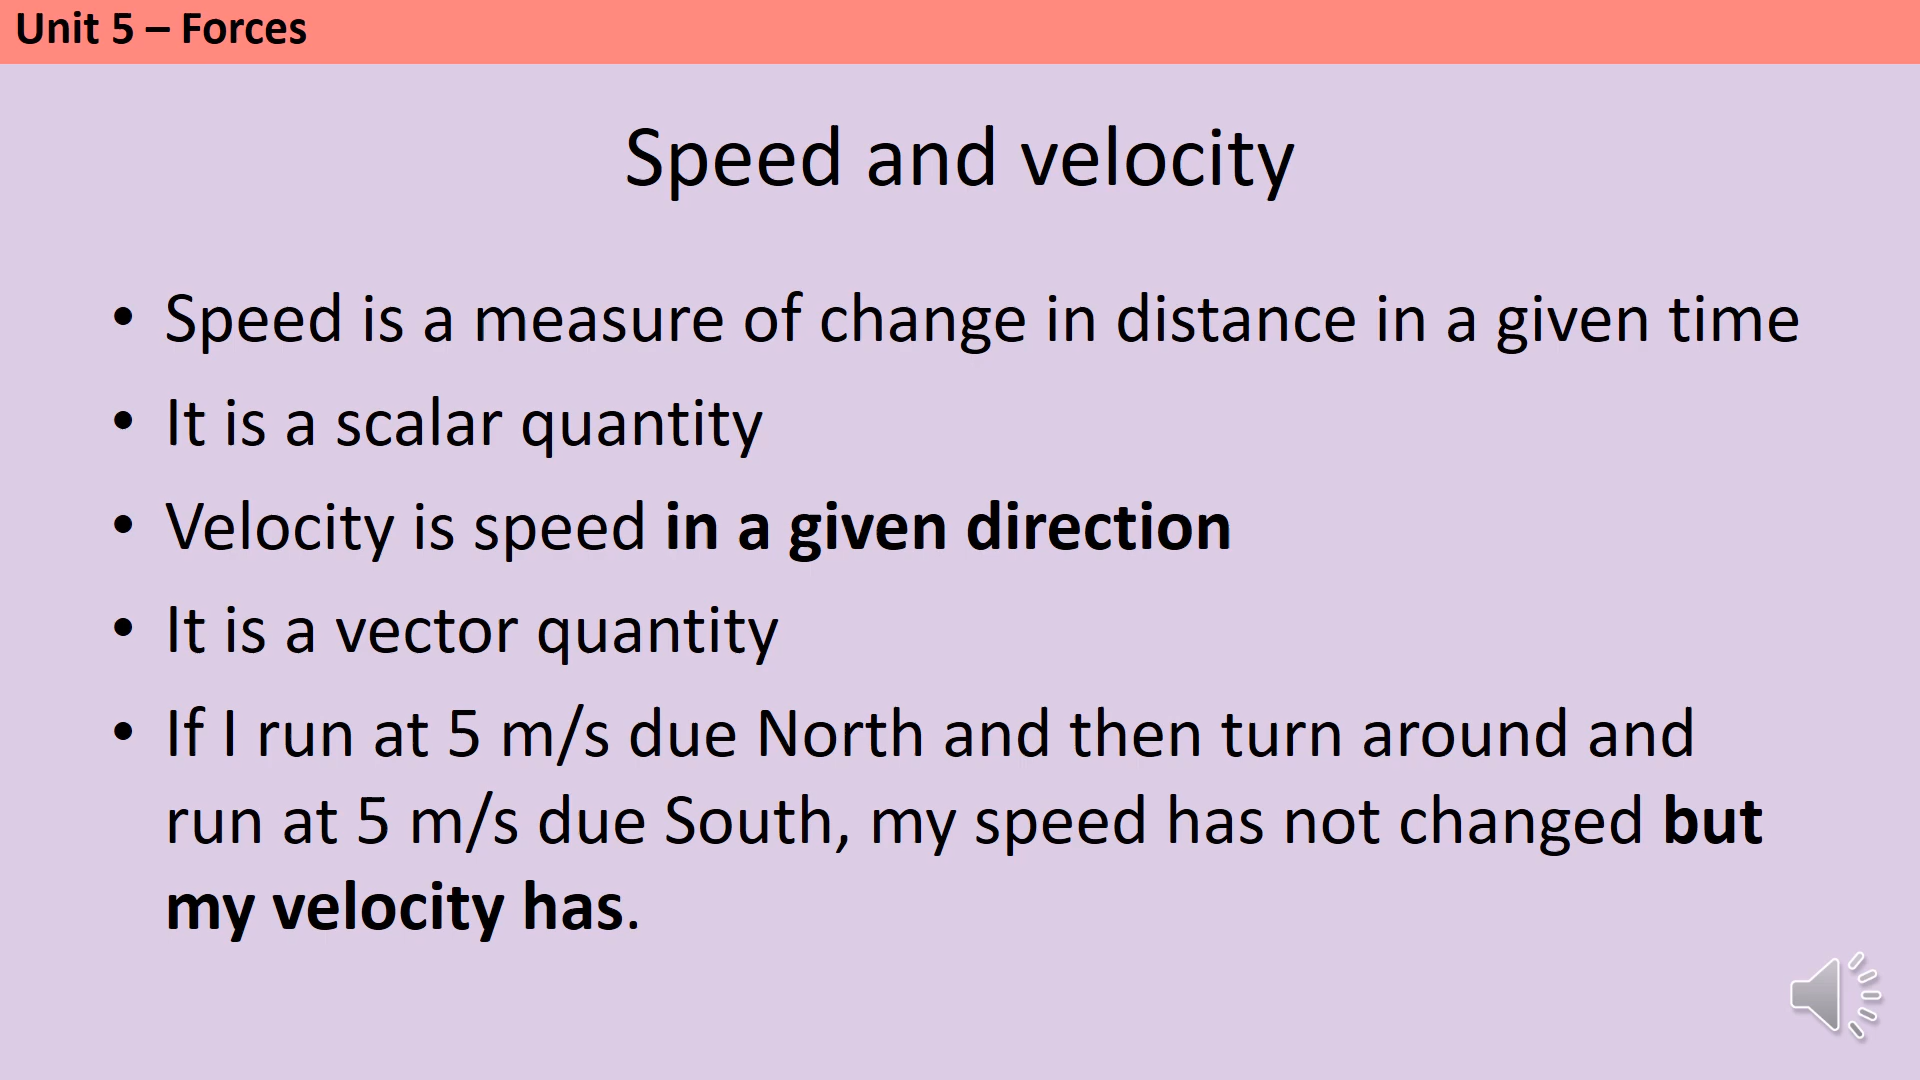 Unit 5 – Forces
Speed and velocity
• Speed is a measure of change in distance in a given time
• It is a scalar quantity
• Velocity is speed in a given direction
• It is a vector quantity
• If I run at 5 m/s due North and then turn around and
run at 5 m/s due South, my speed has not changed but
my velocity has.